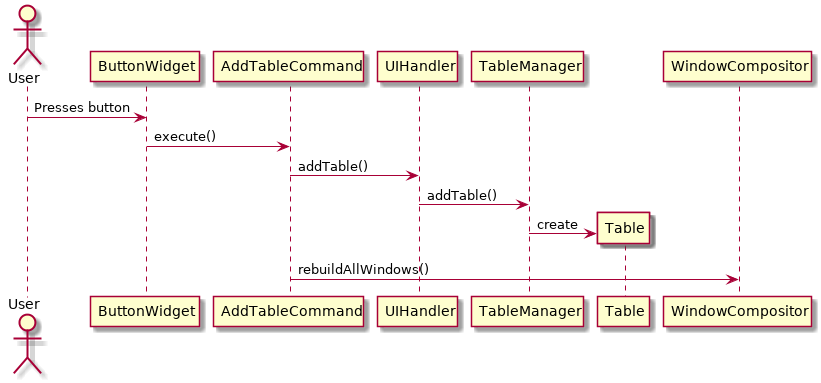 User
ButtonWidget
AddTableCommand
UIHandler
TableManager
WindowCompositor
Presses button
execute()
addTable()
addTable()
create
Table
rebuildAllWindows()
User
ButtonWidget
AddTableCommand
UIHandler
TableManager
Table
WindowCompositor